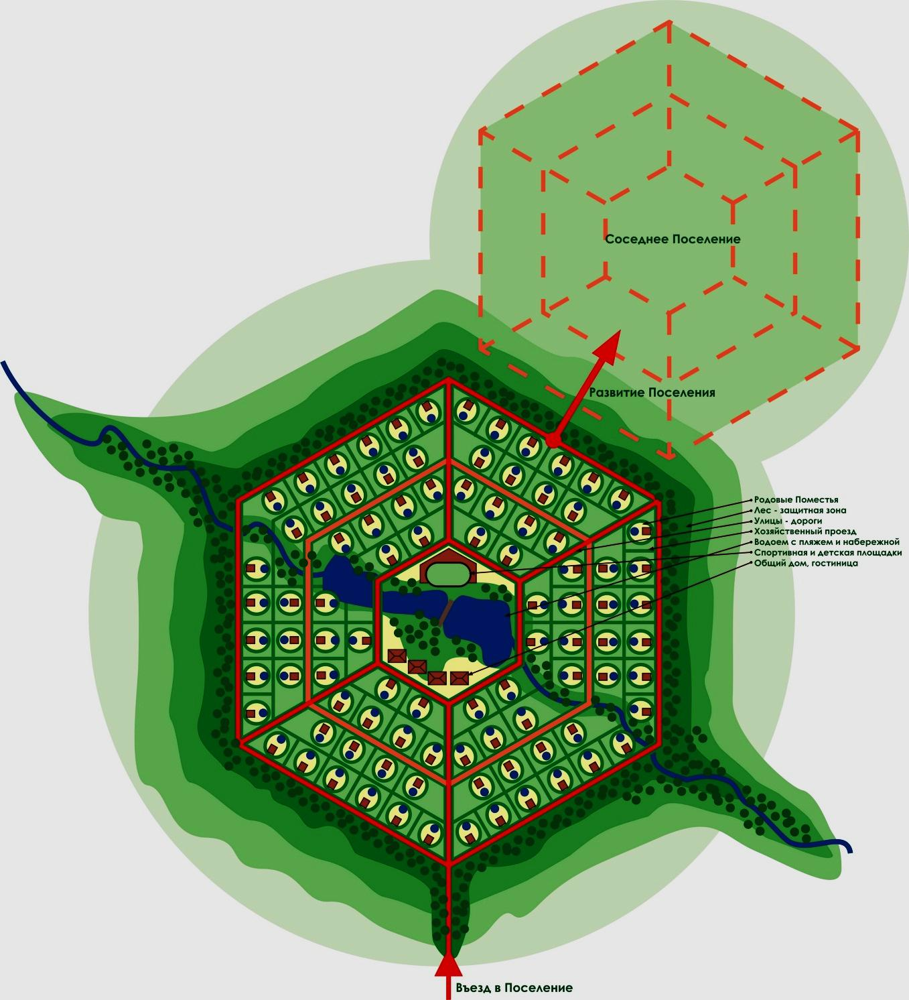 Соседнее Поселение
Развитие Поселения
Родовые Поместья
Лес - защитная зона
Улицы - дороги
Хозяйственный проезд
Водоем с пляжем и набережной
Спортивная и детская площадки
Общий дом, гостиница
Въезд в Поселение